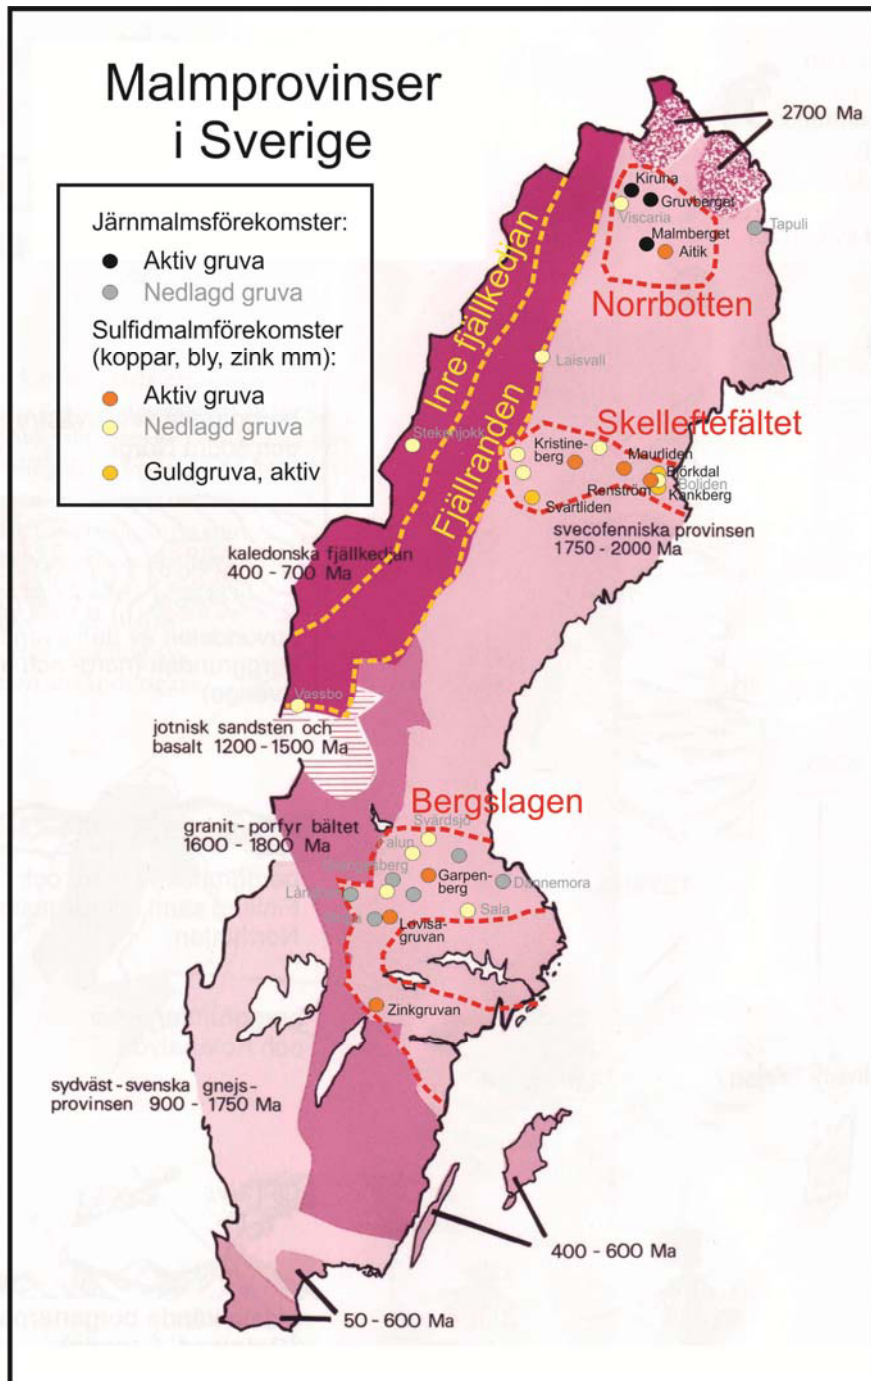 Malmprovinser
i Sverige
Järnmalmsförekomster:
Aktiv gruva
Nedlagd gruva
Sulfidmalmförekomster
(koppar, bly, zink mm):
Aktiv gruva
Nedlagd gruva
Guldgruva, aktiv
2700 Ma
Kiruna
Gruvberget
Viscaria
Tapuli
Malmberget
Aitik
Norrbotten
Inre fjällkedjan
Fjällranden
Laisvall
Stekenjokk
Skelleftefältet
Kristine-
berg
Maurliden
Björkdal
Boliden
Renström
Kankberg
Svartliden
svecofenniska provinsen
1750 - 2000 Ma
kaledonska fjällkedjan
400 - 700 Ma
Vassbo
jotnisk sandsten och
basalt 1200 - 1500 Ma
Bergslagen
granit - porfyr bältet
1600 - 1800 Ma
Svärdsjö
Garpen-
berg
Dannemora
Sala
Lovisa-
gruvan
Zinkgruvan
sydväst - svenska gnejs-
provinsen 900 - 1750 Ma
400 - 600 Ma
50 - 600 Ma